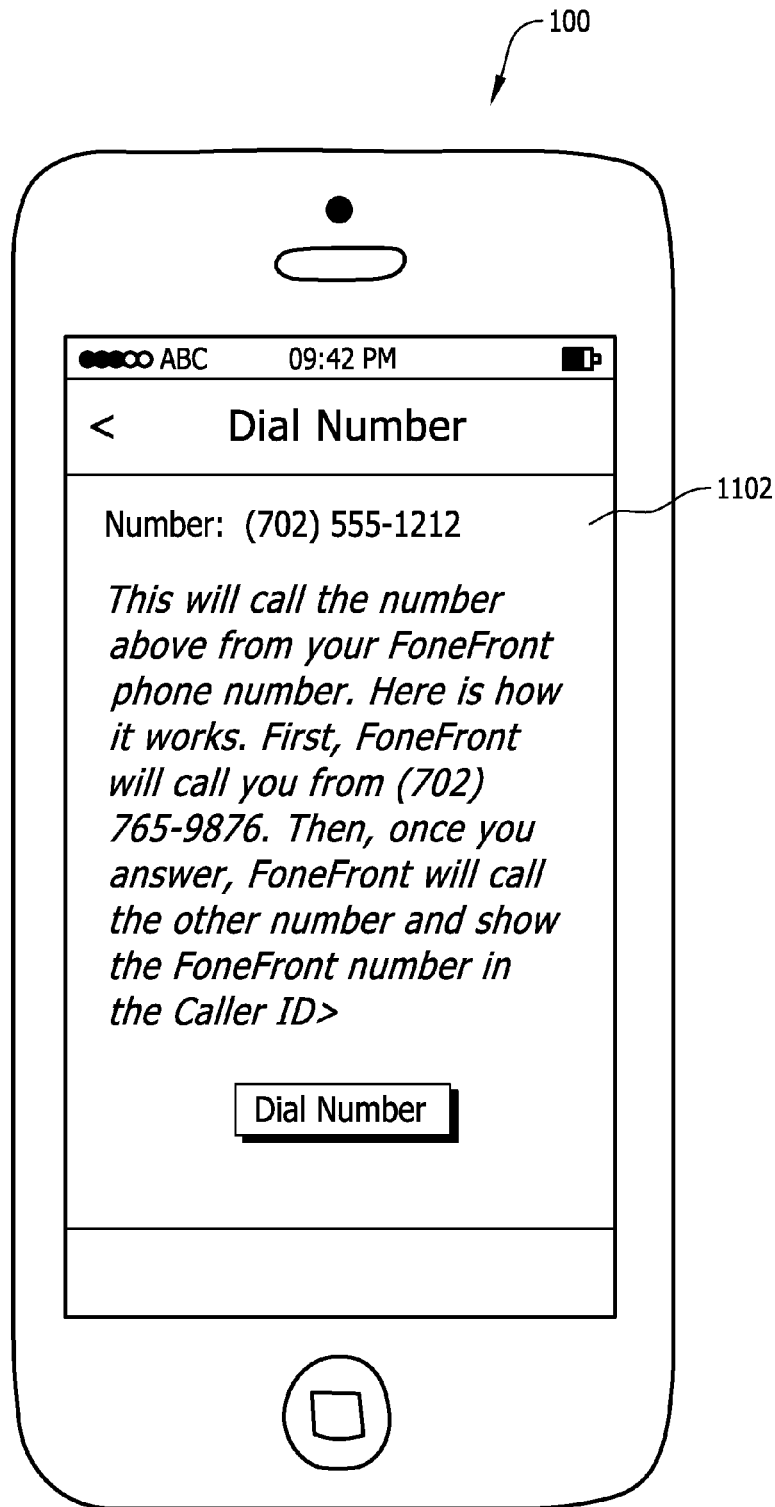 100
ABC 09:42 PM
< Dial Number
1102
Number: (702) 555-1212
This will call the number
above from your FoneFront
phone number. Here is how
it works. First, FoneFront
will call you from (702)
765-9876. Then, once you
answer, FoneFront will call
the other number and show
the FoneFront number in
the Caller ID>
Dial Number